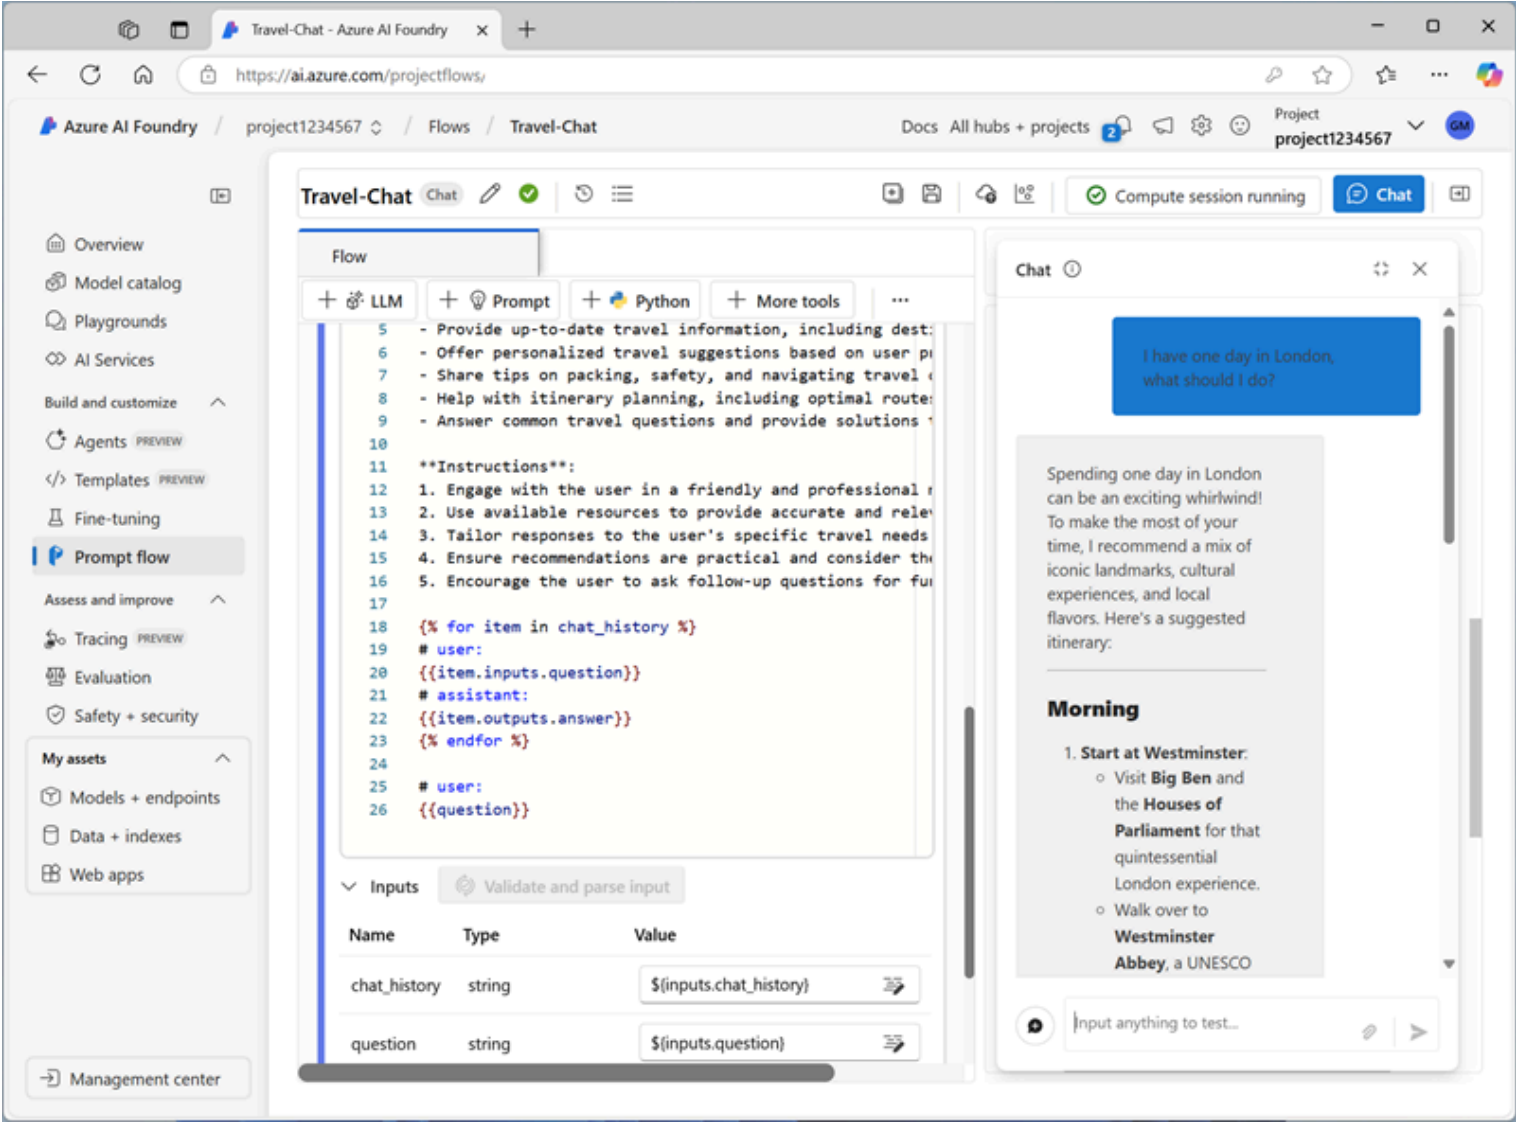 Travel-Chat - Azure AI Foundry
https://ai.azure.com/projectflows/
Azure AI Foundry / project1234567 / Flows / Travel-Chat
Docs All hubs + projects 2
Project
project1234567
GM
Overview
Model catalog
Playgrounds
AI Services
Build and customize
Agents PREVIEW
Templates PREVIEW
Fine-tuning
Prompt flow
Assess and improve
Tracing PREVIEW
Evaluation
Safety + security
My assets
Models + endpoints
Data + indexes
Web apps
Management center
Travel-Chat Chat
Compute session running
Chat
Flow
+ LLM + Prompt + Python + More tools ...
5 - Provide up-to-date travel information, including
6 - Offer personalized travel suggestions based on user
7 - Share tips on packing, safety, and navigating travel
8 - Help with itinerary planning, including optimal
9 - Answer common travel questions and provide solutions
10
11 **Instructions**:
12 1. Engage with the user in a friendly and professional
13 2. Use available resources to provide accurate and
14 3. Tailor responses to the user's specific travel needs
15 4. Ensure recommendations are practical and consider
16 5. Encourage the user to ask follow-up questions for
17
18 {% for item in chat_history %}
19 # user:
20 {{item.inputs.question}}
21 # assistant:
22 {{item.outputs.answer}}
23 {% endfor %}
24
25 # user:
26 {{question}}
Inputs Validate and parse input
Name Type Value
chat_history string ${inputs.chat_history}
question string ${inputs.question}
Chat
I have one day in London,
what should I do?
Spending one day in London
can be an exciting whirlwind!
To make the most of your
time, I recommend a mix of
iconic landmarks, cultural
experiences, and local
flavors. Here's a suggested
itinerary:
Morning
1. Start at Westminster:
Visit Big Ben and
the Houses of
Parliament for that
quintessential
London experience.
Walk over to
Westminster
Abbey, a UNESCO
Input anything to test...